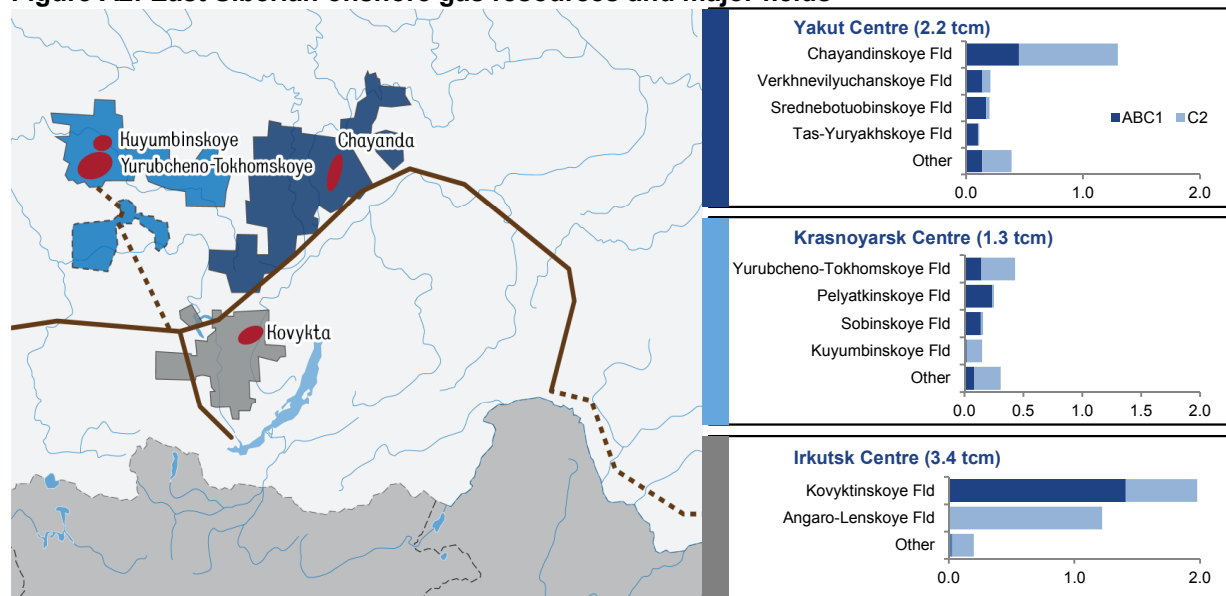 Kuyumbinskoye
Yurubcheno-Tokhomskoye
Chayanda
Kovykta
Yakut Centre (2.2 tcm)
Chayandinskoye Fld
Verkhnevilyuchanskoye Fld
Srednebotuobinskoye Fld
Tas-Yuryakhskoye Fld
Other
ABC1 C2
0.0 1.0 2.0
Krasnoyarsk Centre (1.3 tcm)
Yurubcheno-Tokhomskoye Fld
Pelyatkinskoye Fld
Sobinskoye Fld
Kuyumbinskoye Fld
Other
0.0 0.5 1.0 1.5 2.0
Irkutsk Centre (3.4 tcm)
Kovyktinskoye Fld
Angaro-Lenskoye Fld
Other
0.0 1.0 2.0